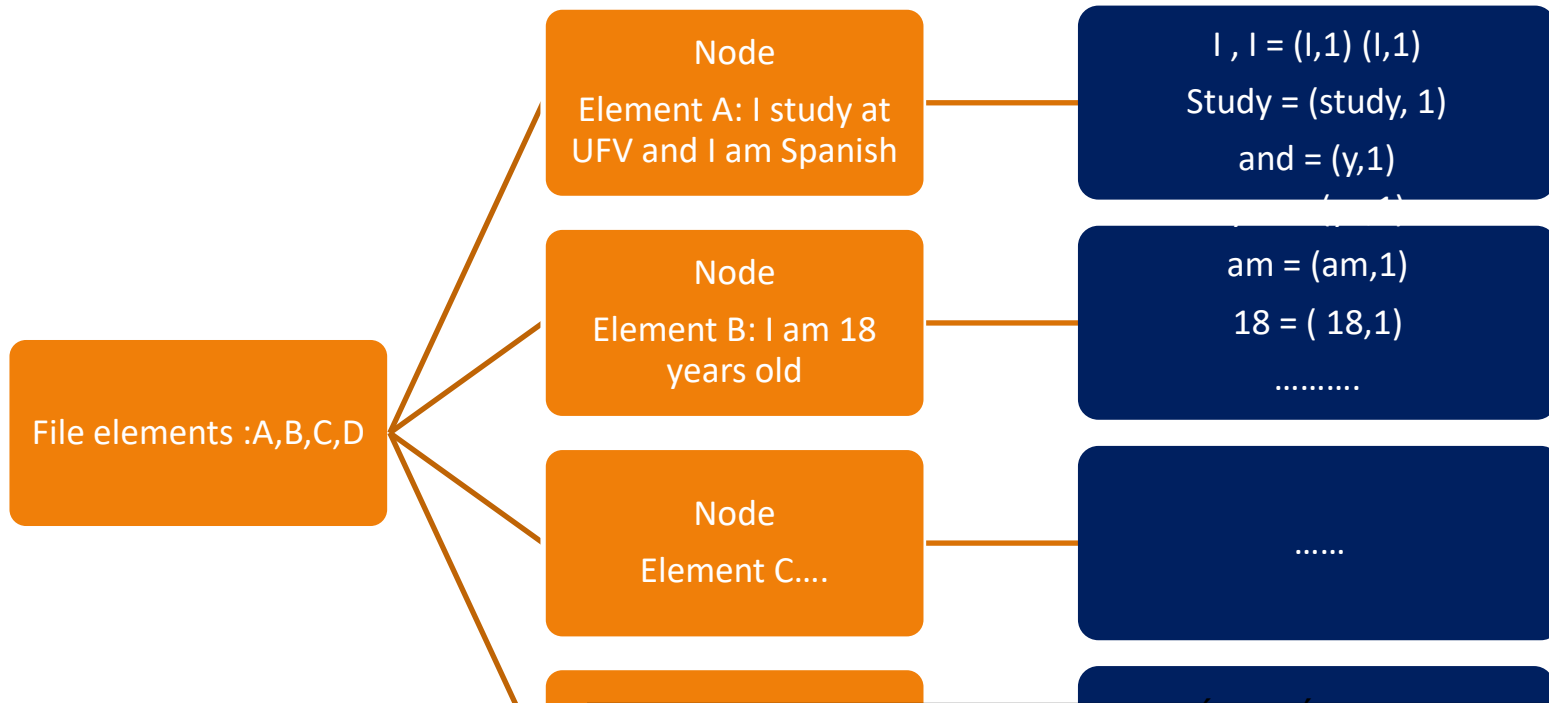 File elements :A,B,C,D
Node
Element A: I study at
UFV and I am Spanish
I , I = (I,1) (I,1)
Study = (study, 1)
and = (y,1)
Node
Element B: I am 18
years old
am = (am,1)
18 = ( 18,1)
……….
Node
Element C….
……